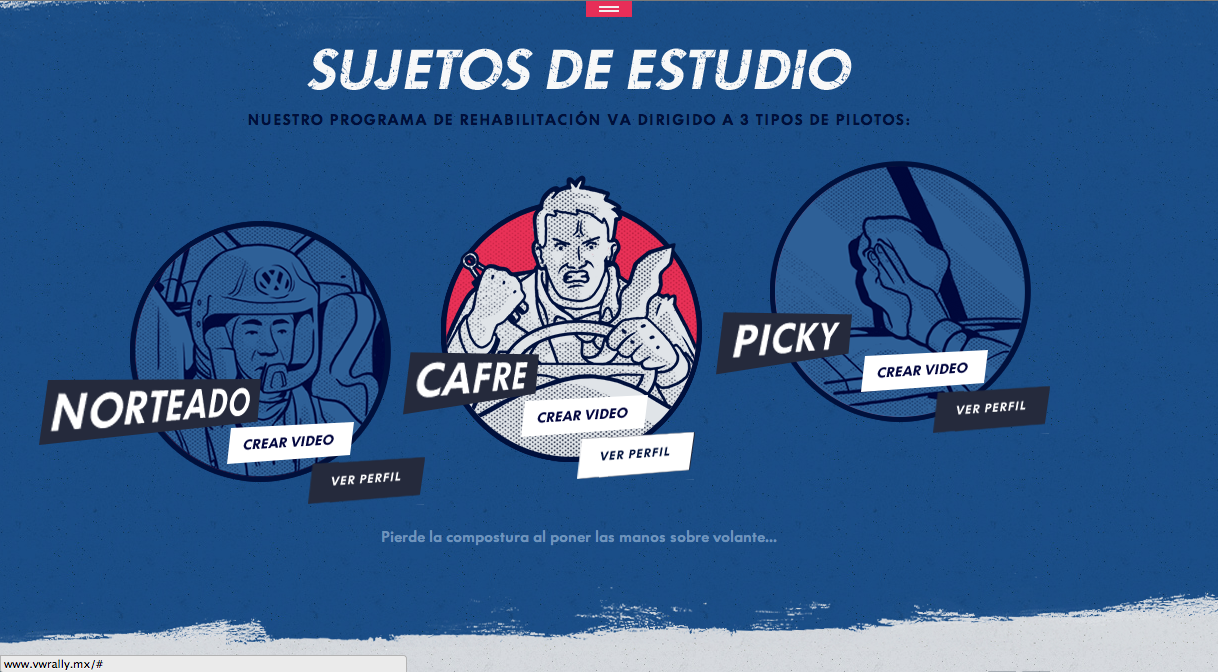 SUJETOS DE ESTUDIO
NUESTRO PROGRAMA DE REHABILITACIÓN VA DIRIGIDO A 3 TIPOS DE PILOTOS:
NORTEADO
CREAR VIDEO
VER PERFIL
CAFRE
CREAR VIDEO
VER PERFIL
PICKY
CREAR VIDEO
VER PERFIL
Pierde la compostura al poner las manos sobre volante...
www.vwrally.mx/#